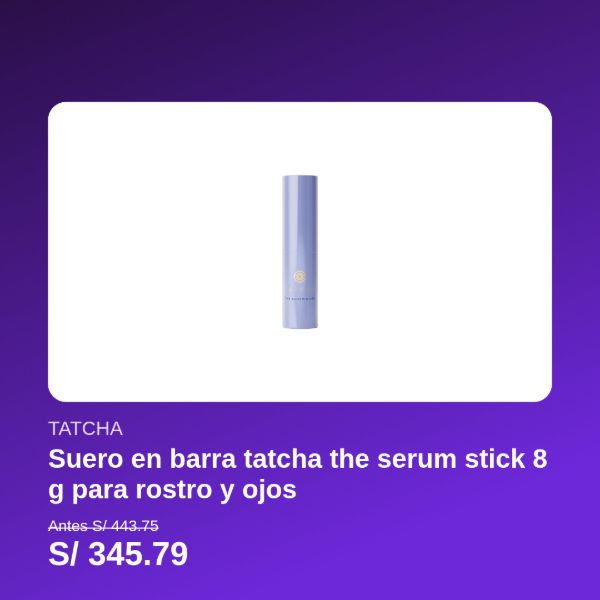 TATCHA
Suero en barra tatcha the serum stick 8
g para rostro y ojos
Antes S/ 443.75
S/ 345.79